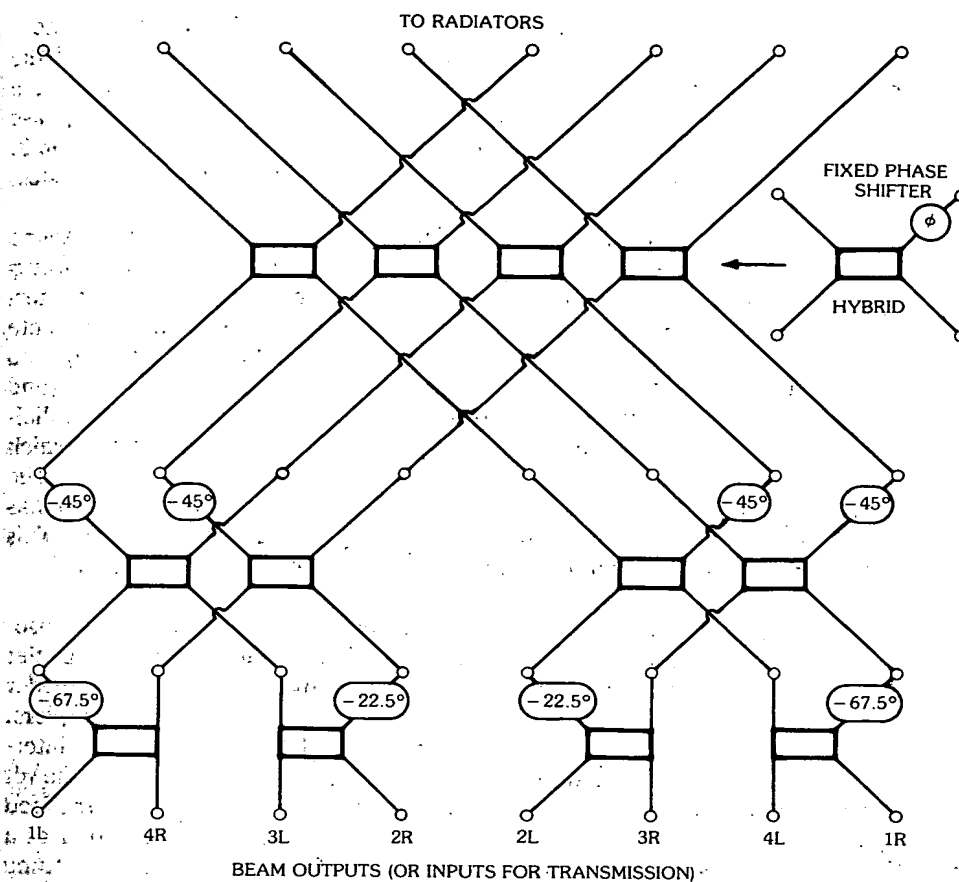 TO RADIATORS
FIXED PHASE
SHIFTER
ϕ
HYBRID
−45° −45° −45° −45°
−67.5° −22.5° −22.5° −67.5°
1L 4R 3L 2R 2L 3R 4L 1R
BEAM OUTPUTS (OR INPUTS FOR TRANSMISSION)